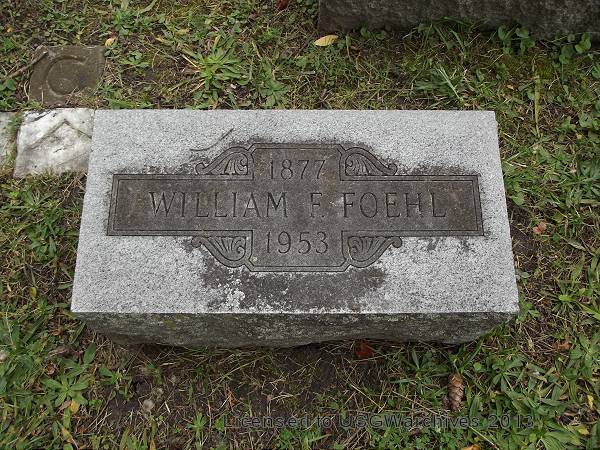 C
1877
WILLIAM F. FOEHL
1953
Licensed to USGWarchives 2013